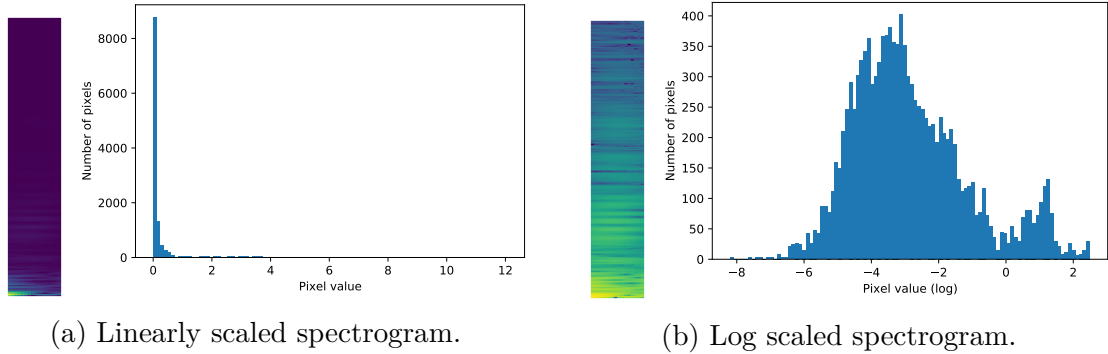 8000
6000
4000
2000
0
Number of pixels
0 2 4 6 8 10 12
Pixel value
(a) Linearly scaled spectrogram.
400
350
300
250
200
150
100
50
0
Number of pixels
−8 −6 −4 −2 0 2
Pixel value (log)
(b) Log scaled spectrogram.